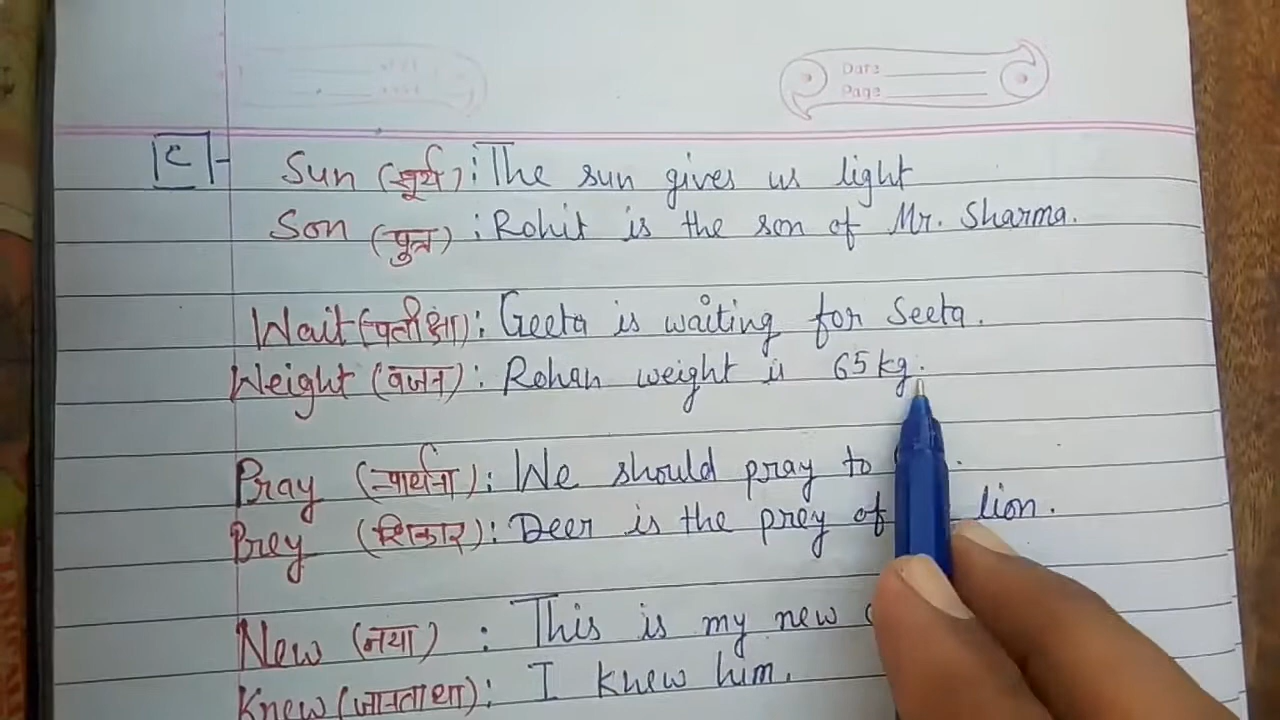 Date
Page
C
Sun (सूर्य): The sun gives us light
Son (पुत्र): Rohit is the son of Mr. Sharma.
Wait (प्रतीक्षा): Geeta is waiting for Seeta.
Weight (वजन): Rohan weight is 65 kg.
Pray (प्रार्थना): We should pray to
Prey (शिकार): Deer is the prey of lion.
New (नया): This is my new
Knew (जानता था): I knew him.